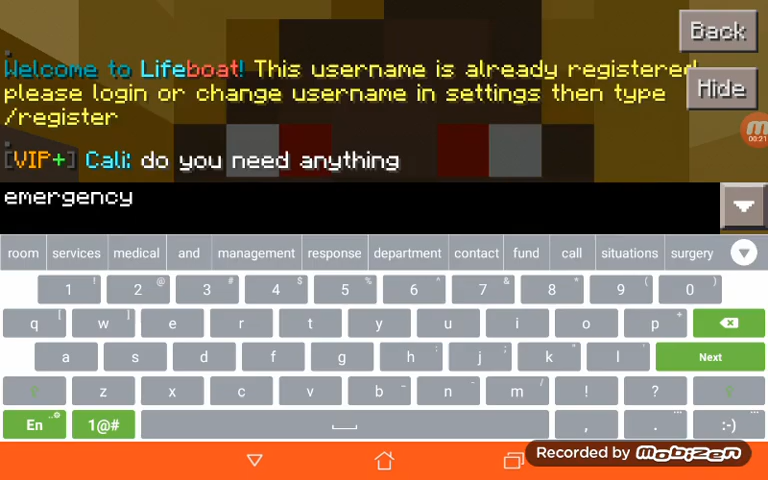 Back
Welcome to Lifeboat! This username is already registered
please login or change username in settings then type
/register
Hide
00:21
[VIP+] Cali: do you need anything
emergency
room services medical and management response department contact fund call situations surgery
1 ! 2 @ 3 # 4 $ 5 % 6 ^ 7 & 8 * 9 ( 0 )
q [ w ] e r t y u i o p +
a s d f g h : j ; k " l '
z x c v b - n - m / ! ?
En 1@# , . :-)
Next
Recorded by mobizen